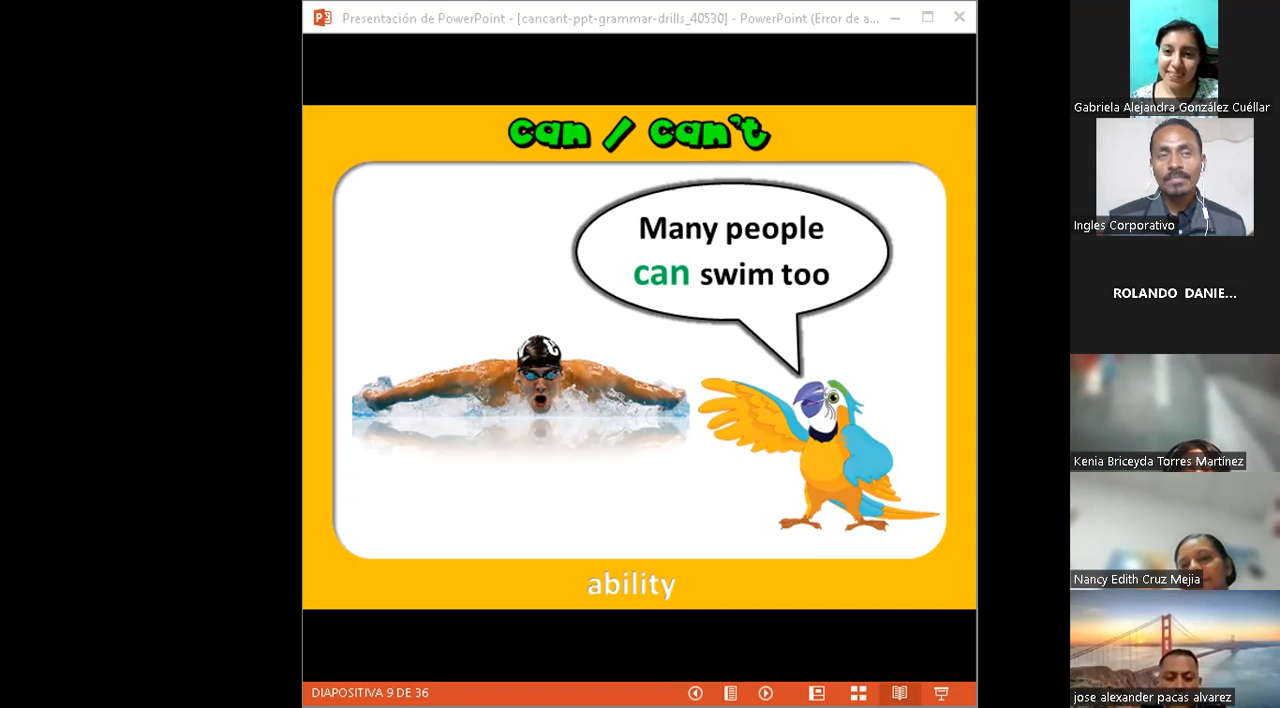 Presentación de PowerPoint - [cancant-ppt-grammar-drills_40530] - PowerPoint (Error de a...
can / can't
Many people
can swim too
ability
DIAPOSITIVA 9 DE 36
Gabriela Alejandra González Cuéllar
Ingles Corporativo
ROLANDO DANIE...
Kenia Briceyda Torres Martínez
Nancy Edith Cruz Mejia
jose alexander pacas alvarez